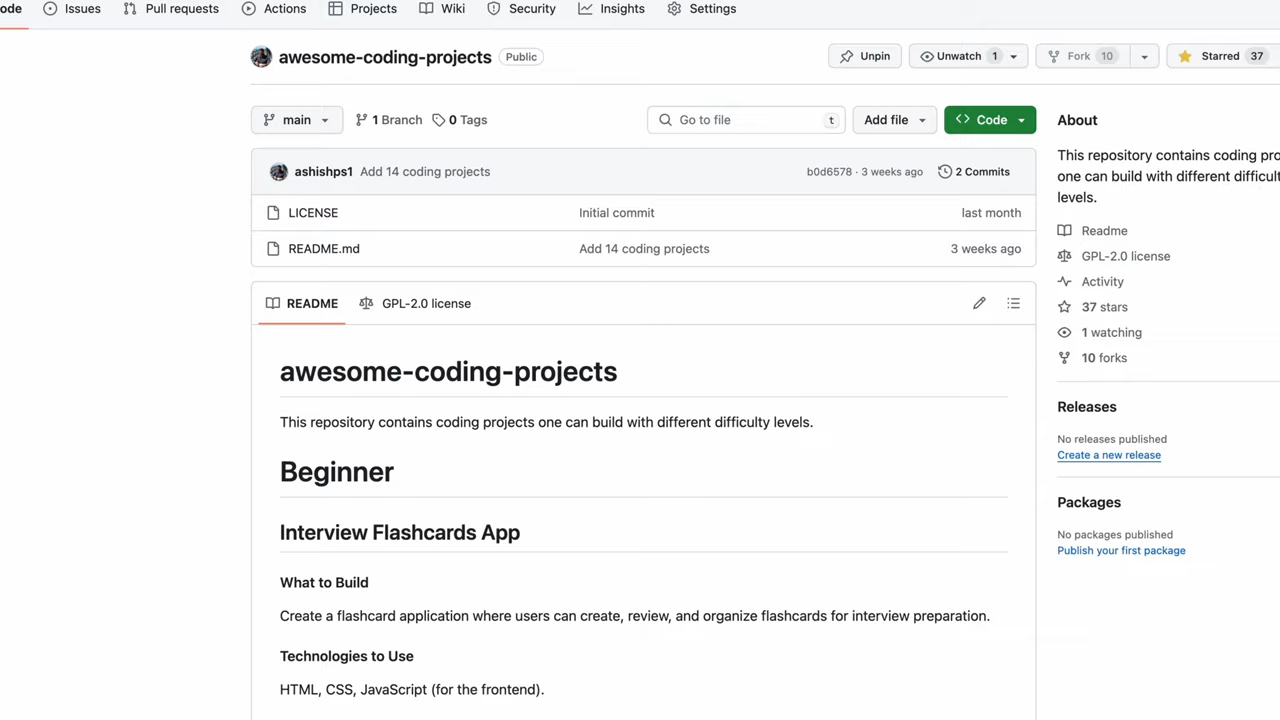 ode Issues Pull requests Actions Projects Wiki Security Insights Settings
awesome-coding-projects Public Unpin Unwatch 1 Fork 10 Starred 37
main 1 Branch 0 Tags Go to file t Add file Code
ashishps1 Add 14 coding projects b0d6578 · 3 weeks ago 2 Commits
LICENSE Initial commit last month
README.md Add 14 coding projects 3 weeks ago
README GPL-2.0 license
awesome-coding-projects
This repository contains coding projects one can build with different difficulty levels.
Beginner
Interview Flashcards App
What to Build
Create a flashcard application where users can create, review, and organize flashcards for interview preparation.
Technologies to Use
HTML, CSS, JavaScript (for the frontend).
About
This repository contains coding pro
one can build with different difficult
levels.
Readme
GPL-2.0 license
Activity
37 stars
1 watching
10 forks
Releases
No releases published
Create a new release
Packages
No packages published
Publish your first package